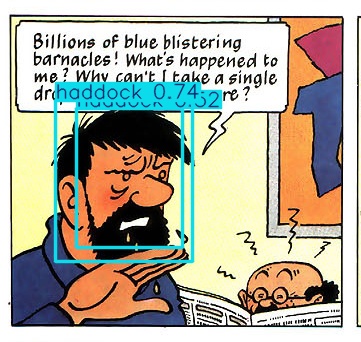 Billions of blue blistering
barnacles! What's happened to
me? Why can't I take a single
haddock 0.74
haddock 0.52
re?